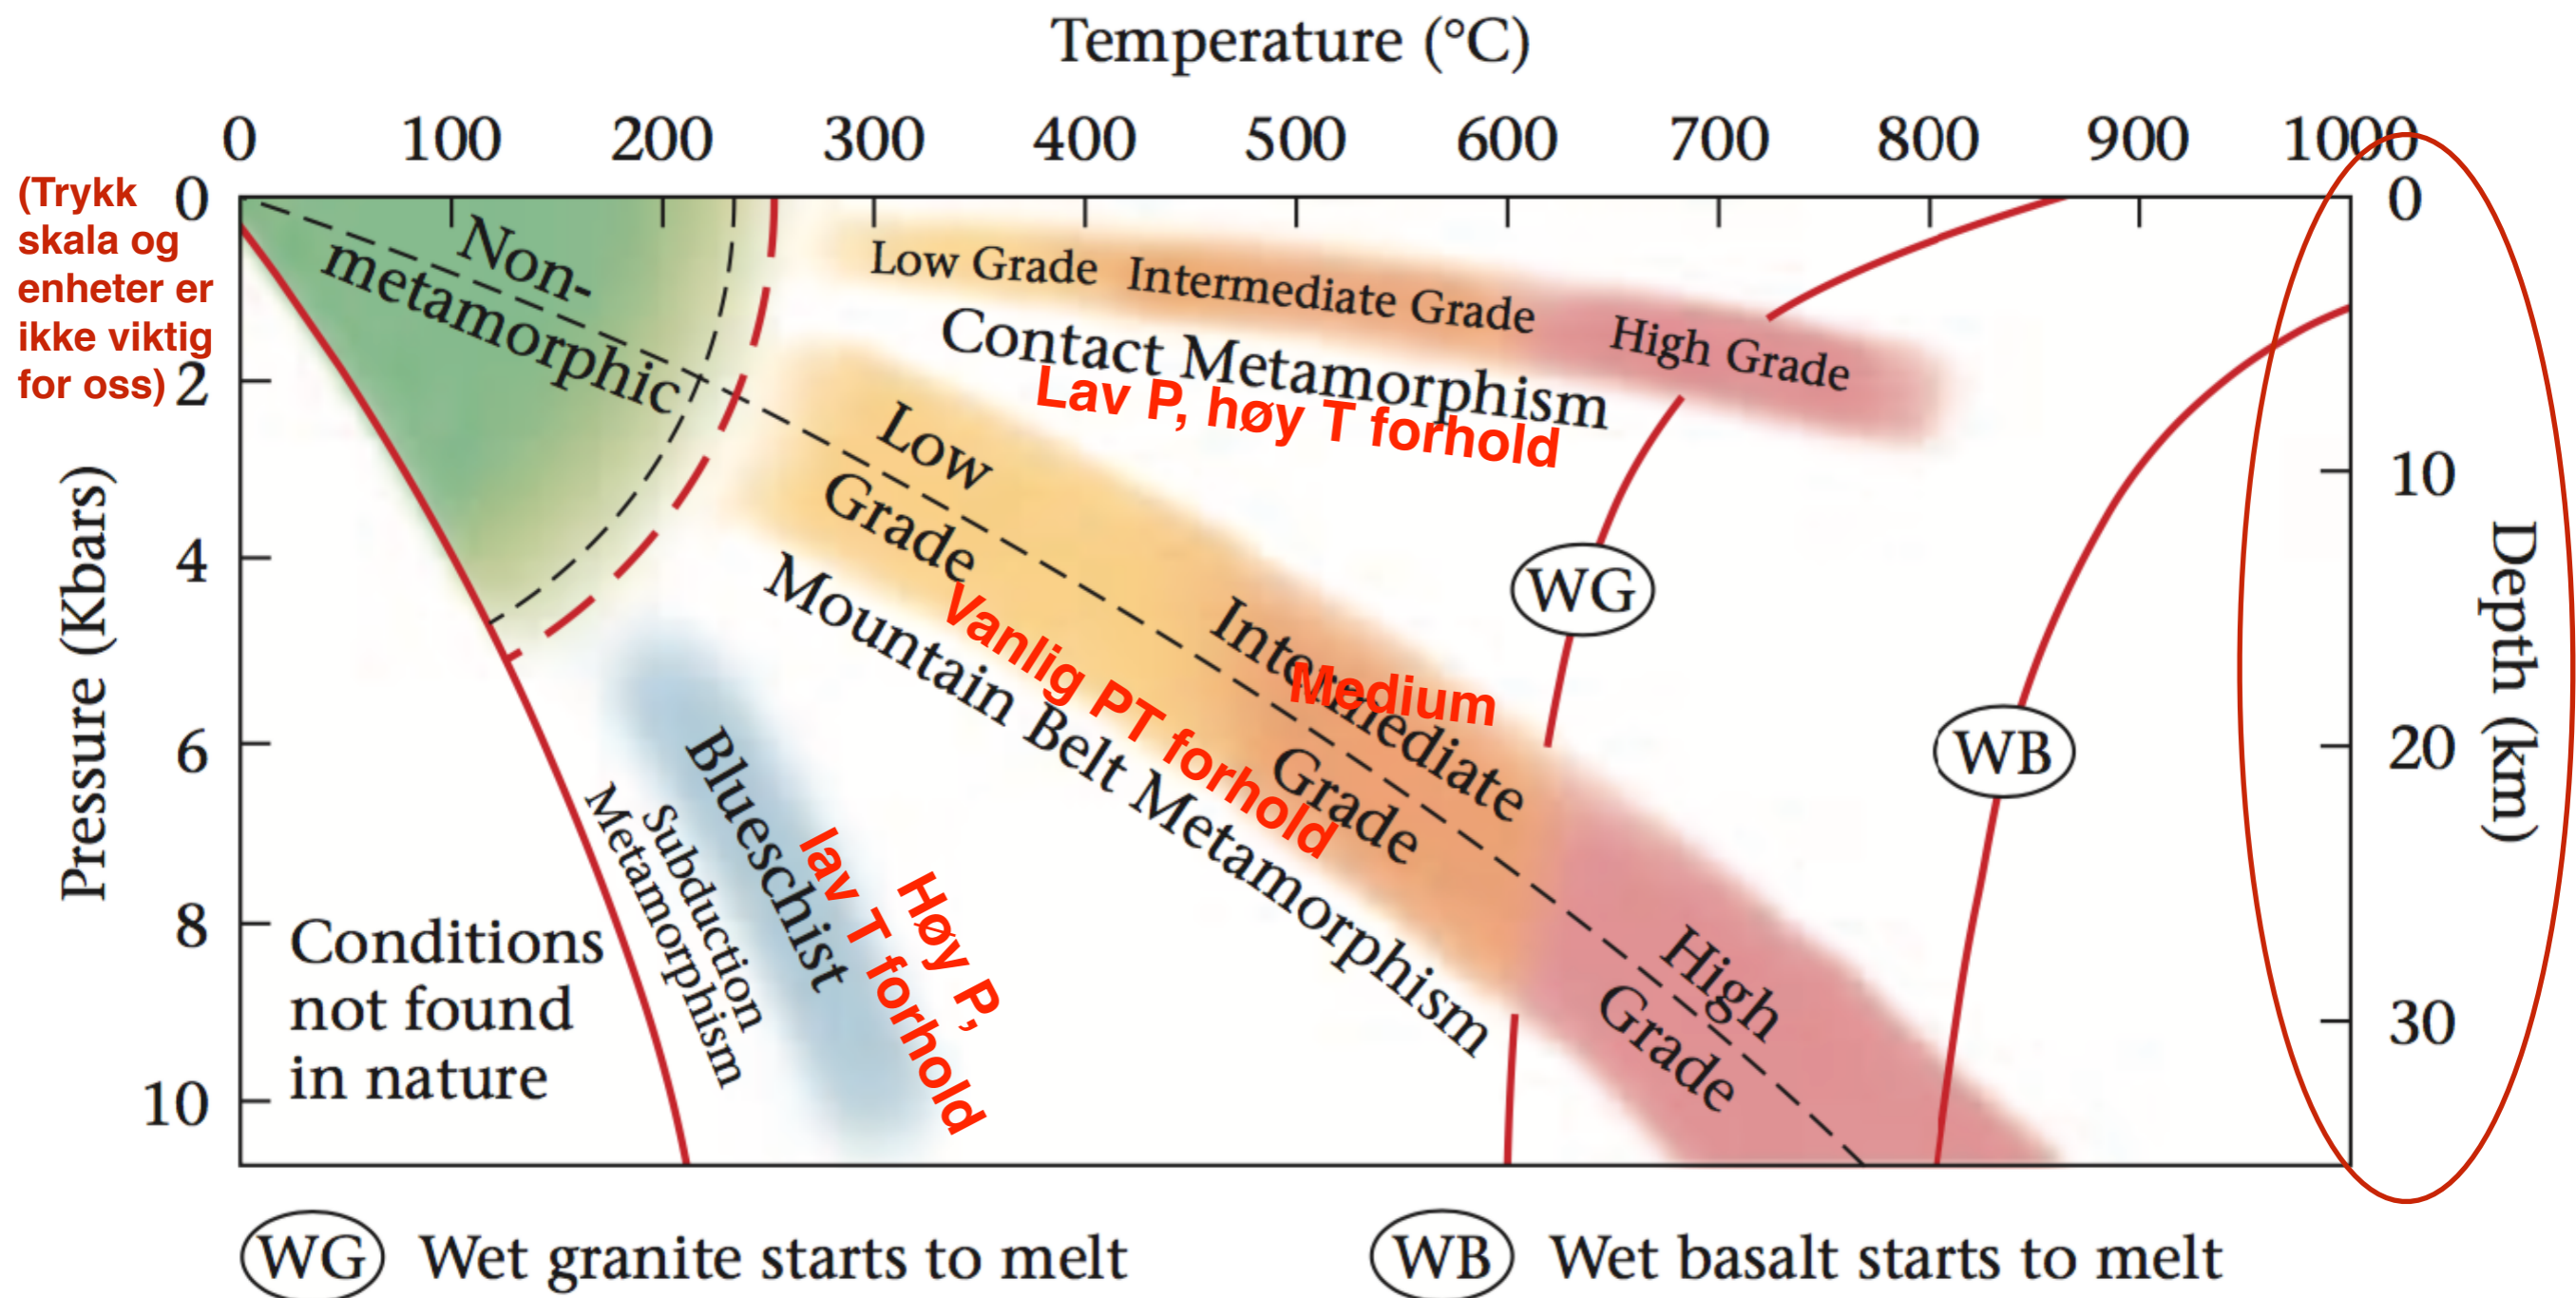 Temperature (°C)
0 100 200 300 400 500 600 700 800 900 1000
(Trykk
skala og
enheter er
ikke viktig
for oss)
0
2
4
6
8
10
Pressure (Kbars)
Non-
metamorphic
Low Grade Intermediate Grade High Grade
Contact Metamorphism
Lav P, høy T forhold
Low
Grade
Intermediate
Medium
Grade
High
Grade
Vanlig PT forhold
Mountain Belt Metamorphism
WG
WB
Blueschist
Subduction
Metamorphism
Høy P,
lav T forhold
Conditions
not found
in nature
0
10
20
30
Depth (km)
WG Wet granite starts to melt
WB Wet basalt starts to melt